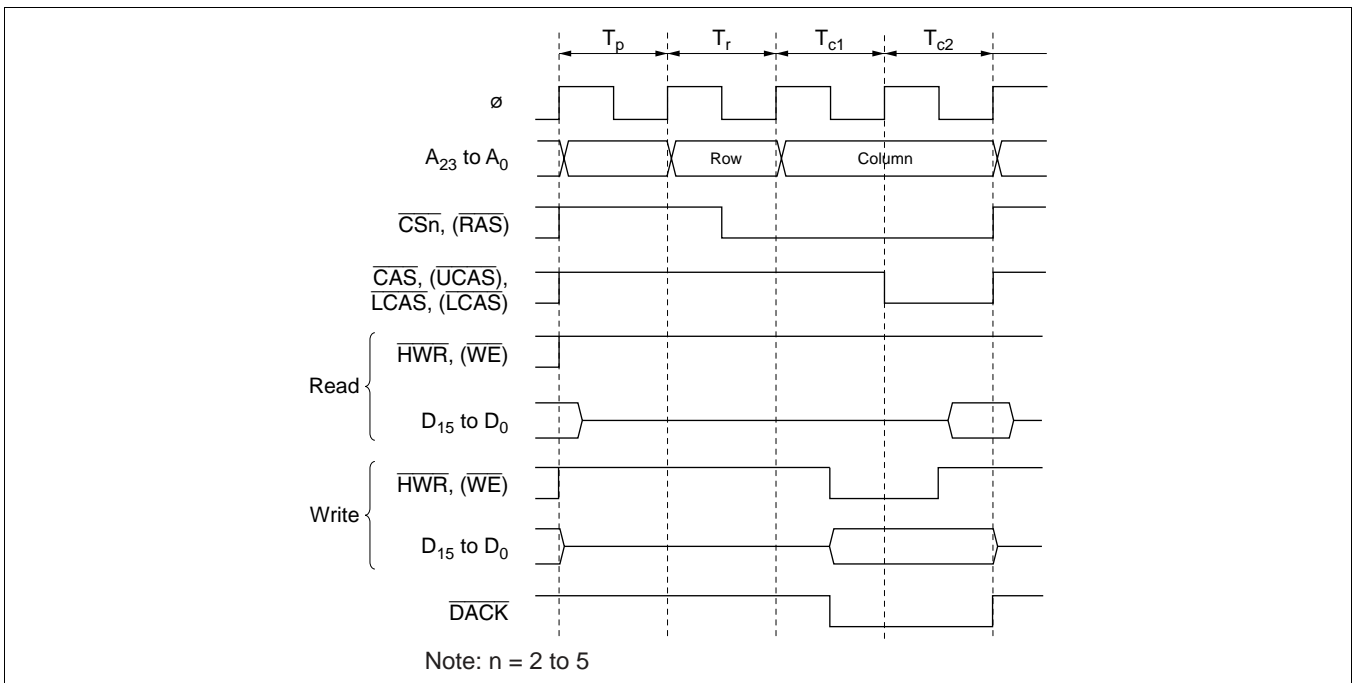 Tp Tr Tc1 Tc2
ø
A23 to A0 Row Column
CSn, (RAS)
CAS, (UCAS),
LCAS, (LCAS)
Read
HWR, (WE)
D15 to D0
Write
HWR, (WE)
D15 to D0
DACK
Note: n = 2 to 5